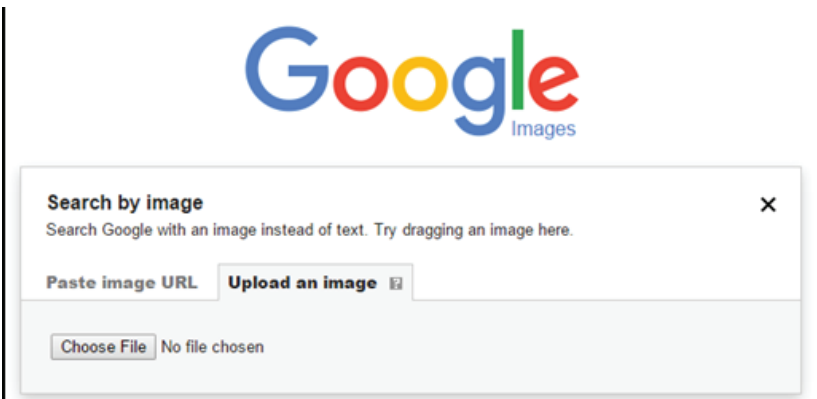 Google
Images
Search by image
Search Google with an image instead of text. Try dragging an image here.
Paste image URL Upload an image ?
Choose File No file chosen